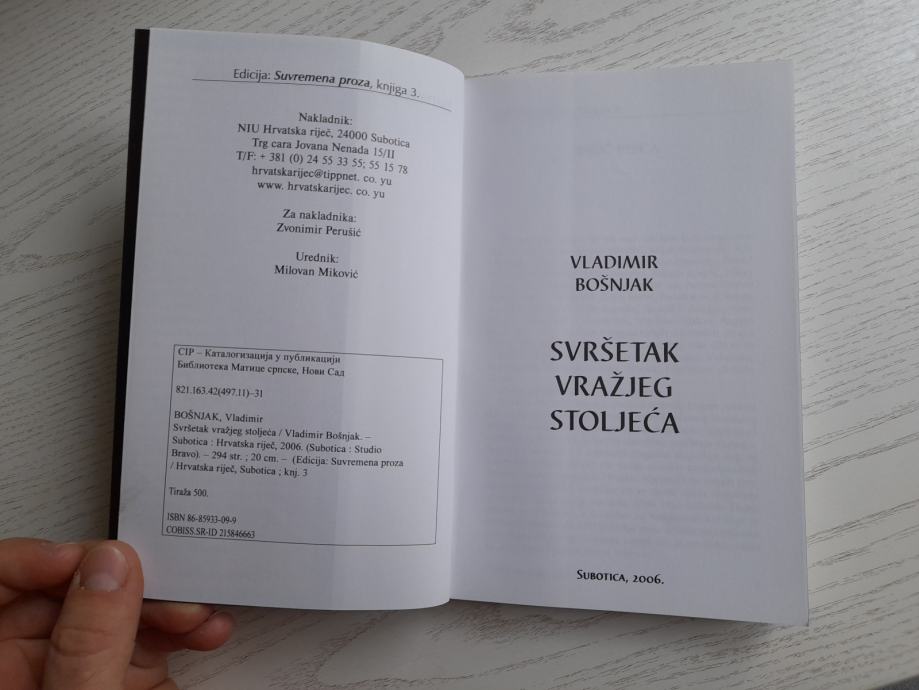 Edicija: Suvremena proza, knjiga 3.
Nakladnik:
NIU Hrvatska riječ, 24000 Subotica
Trg cara Jovana Nenada 15/II
T/F: + 381 (0) 24 55 33 55; 55 15 78
hrvatskarijec@tippnet. co. yu
www. hrvatskarijec. co. yu
Za nakladnika:
Zvonimir Perušić
Urednik:
Milovan Miković
CIP – Каталогизација у публикацији
Библиотека Матице српске, Нови Сад
821.163.42(497.11)–31
BOŠNJAK, Vladimir
Svršetak vražjeg stoljeća / Vladimir Bošnjak. –
Subotica : Hrvatska riječ, 2006. (Subotica : Studio
Bravo). – 294 str. ; 20 cm. – (Edicija: Suvremena proza
/ Hrvatska riječ, Subotica ; knj. 3
Tiraža 500.
ISBN 86-85933-09-9
COBISS.SR-ID 215846663
VLADIMIR
BOŠNJAK
SVRŠETAK
VRAŽJEG
STOLJEĆA
SUBOTICA, 2006.